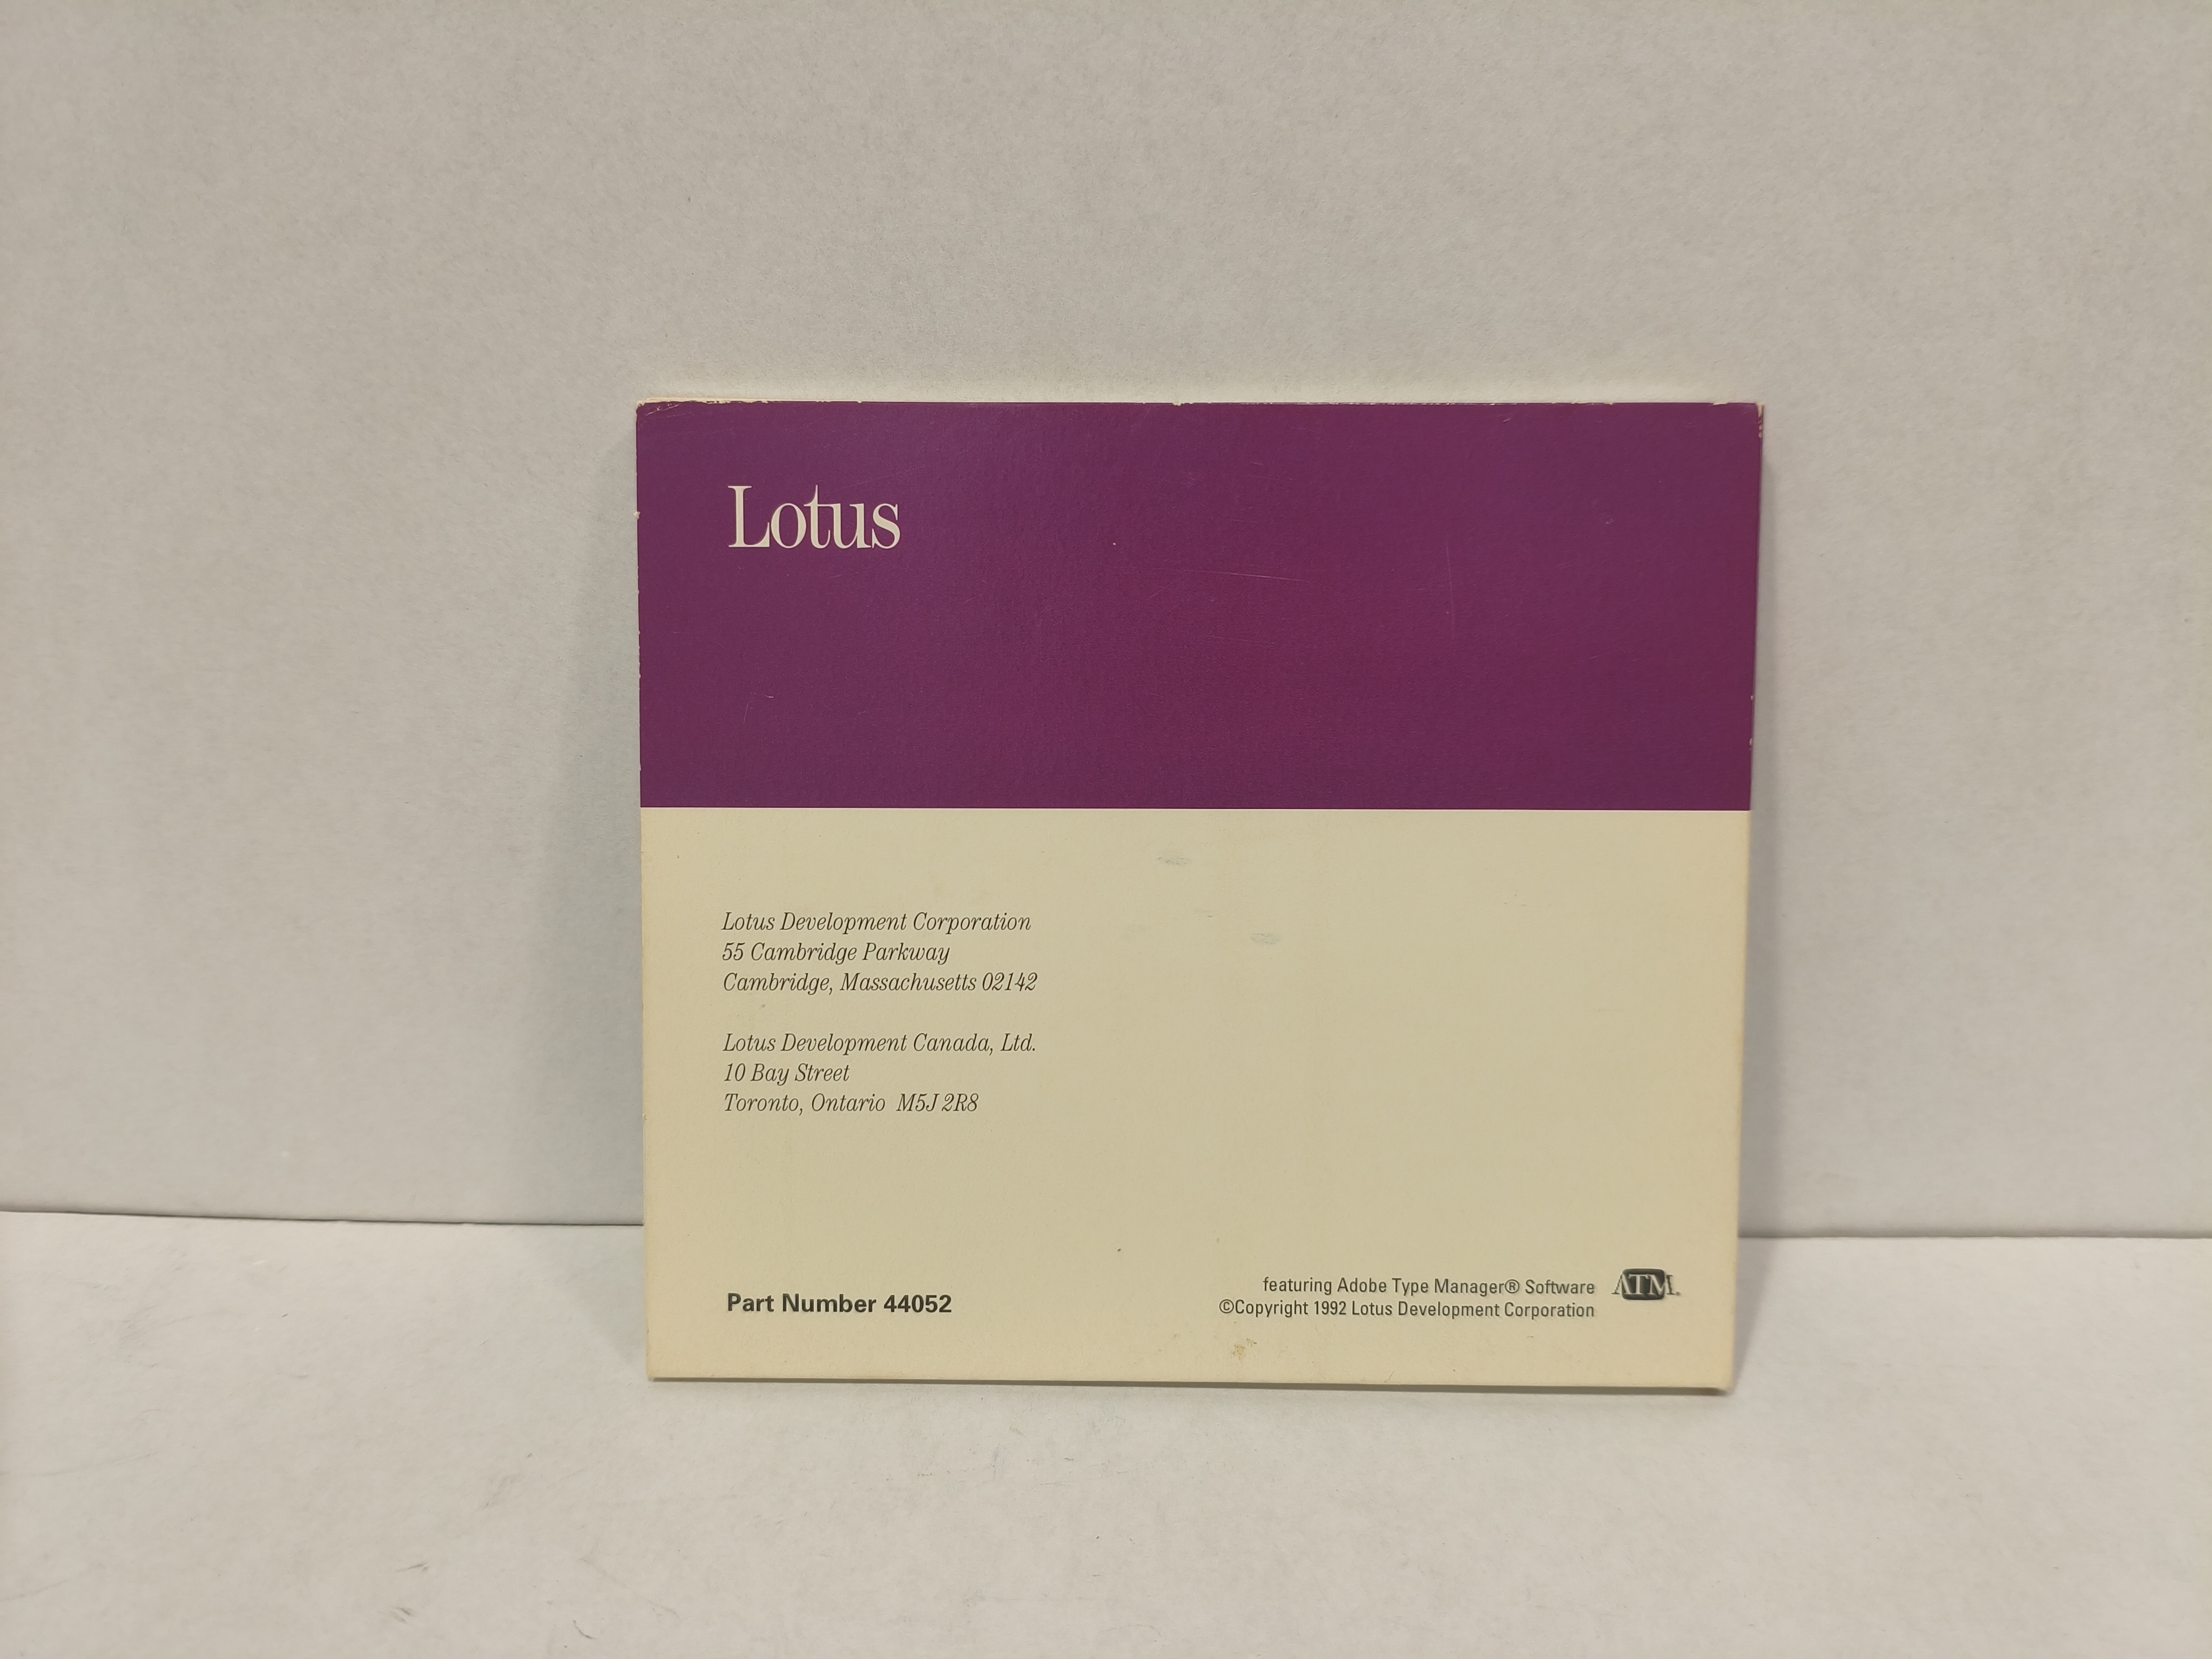 Lotus
Lotus Development Corporation
55 Cambridge Parkway
Cambridge, Massachusetts 02142
Lotus Development Canada, Ltd.
10 Bay Street
Toronto, Ontario  M5J 2R8
Part Number 44052
featuring Adobe Type Manager® Software
©Copyright 1992 Lotus Development Corporation
ATM